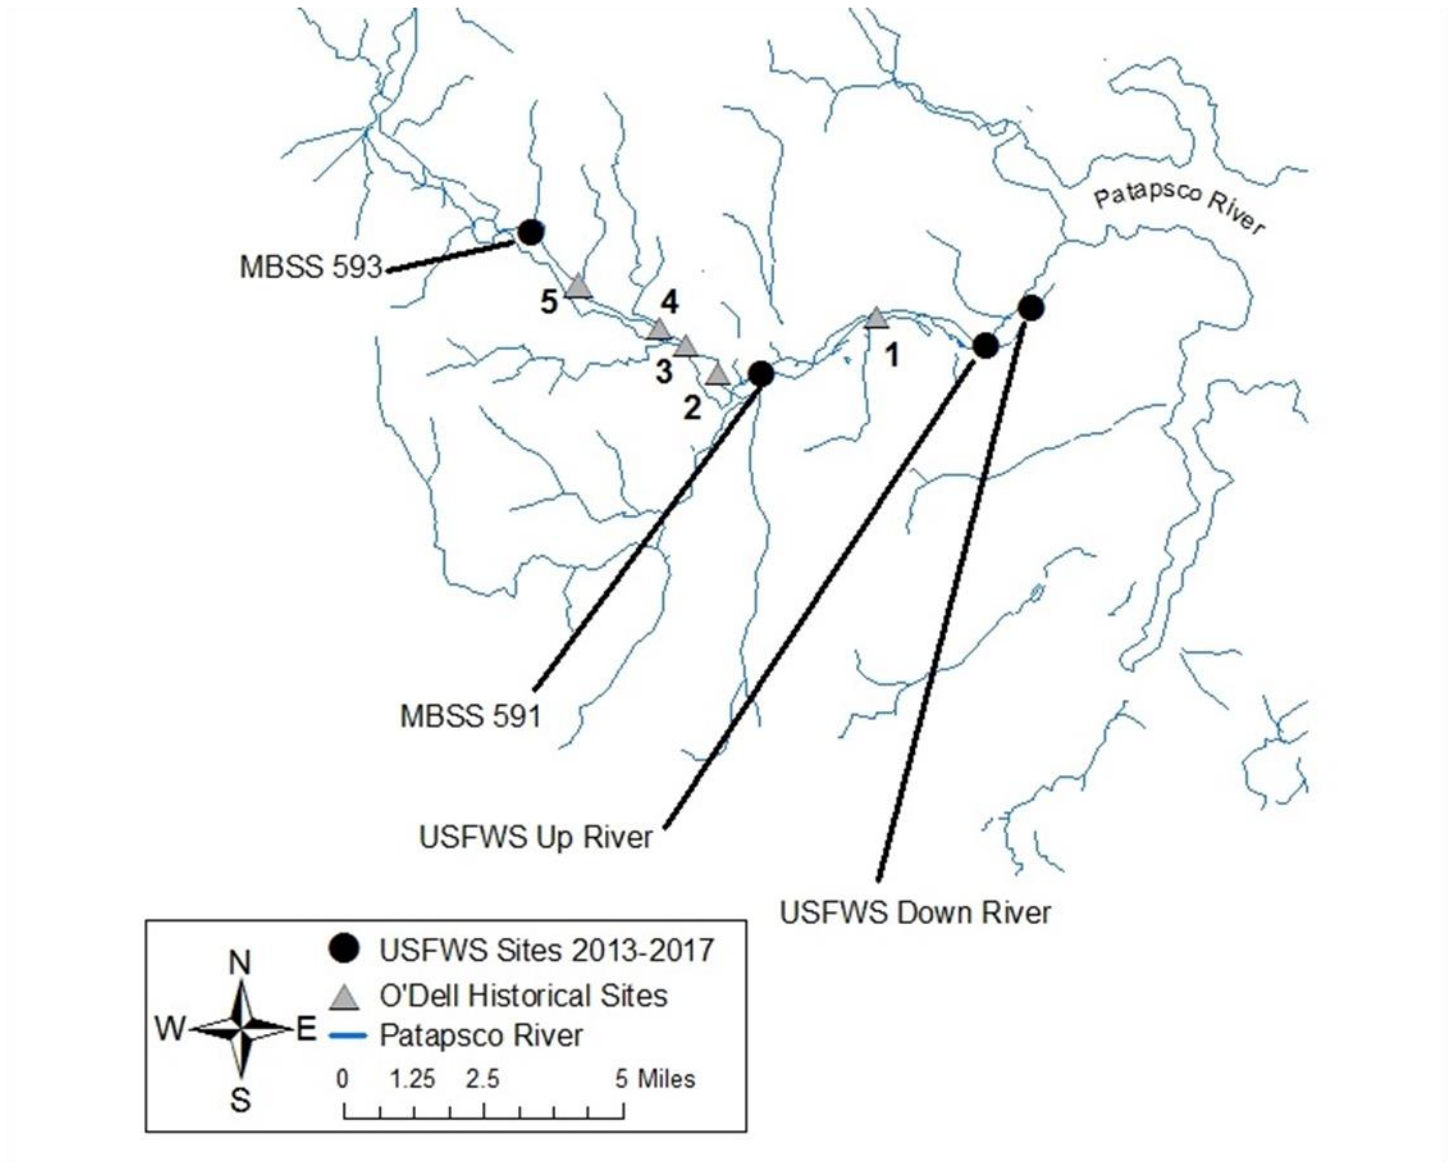 Patapsco River
MBSS 593
5
4
3
2
1
MBSS 591
USFWS Up River
USFWS Down River
N
W E
S
USFWS Sites 2013-2017
O'Dell Historical Sites
Patapsco River
0 1.25 2.5 5 Miles